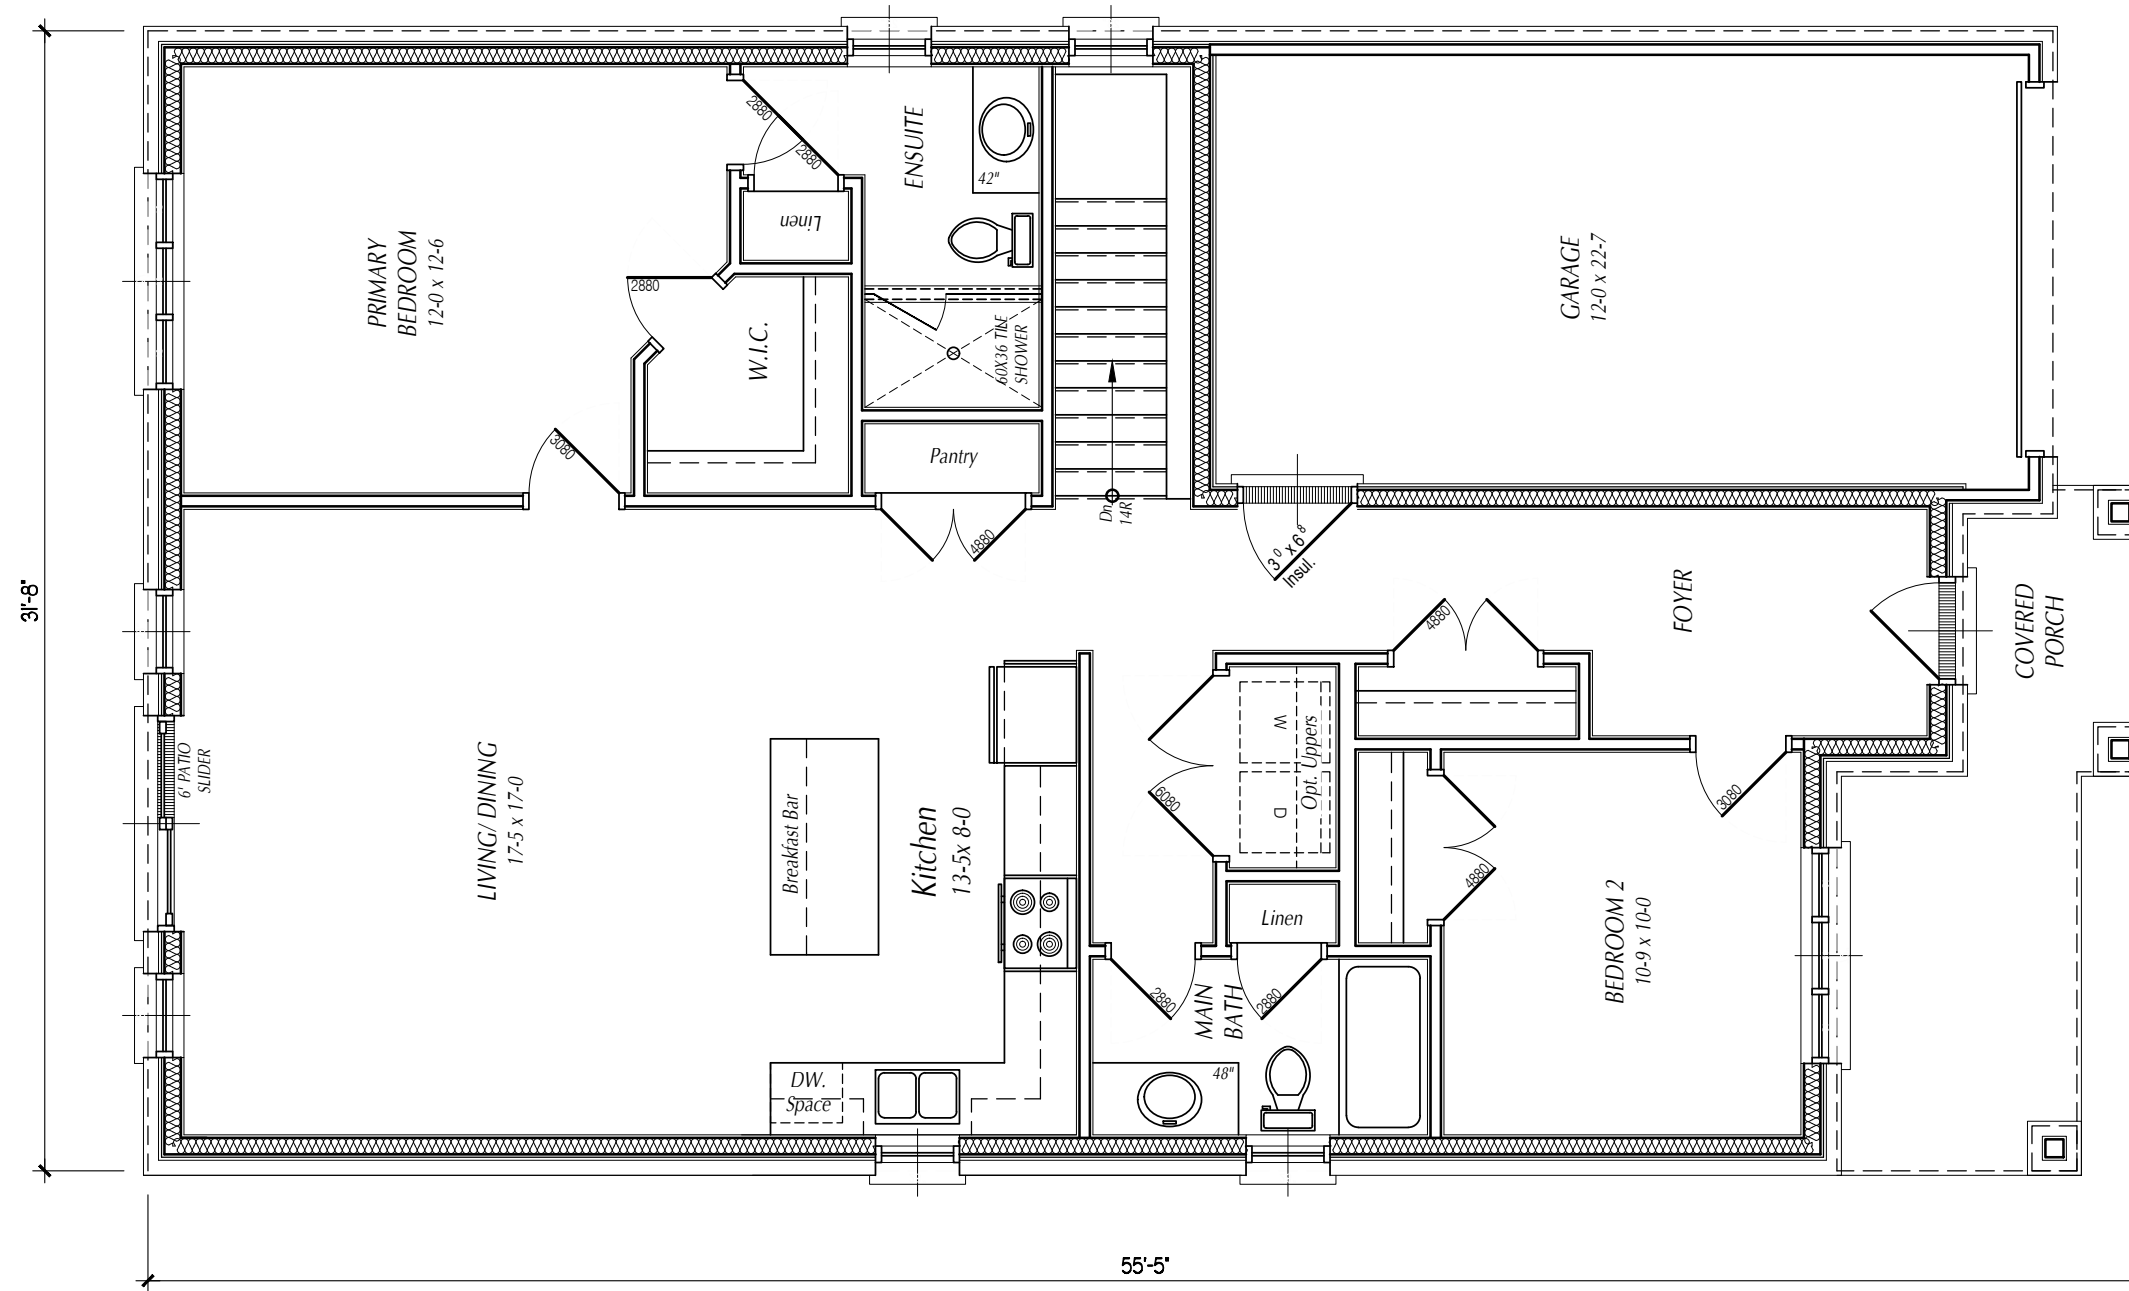 2880
2880
ENSUITE
42"
Linen
PRIMARY
BEDROOM
12-0 x 12-6
2880
W.I.C.
60X36 TILE
SHOWER
GARAGE
12-0 x 22-7
3080
Pantry
4880
Dn
14R
3⁰ x 6⁸
Insul.
31'-8"
4880
FOYER
COVERED
PORCH
6' PATIO
SLIDER
LIVING/ DINING
17-5 x 17-0
Breakfast Bar
Kitchen
13-5x 8-0
6080
W
D
Opt. Uppers
3080
4880
Linen
BEDROOM 2
10-9 x 10-0
2880
MAIN
BATH
2880
DW.
Space
48"
55'-5"